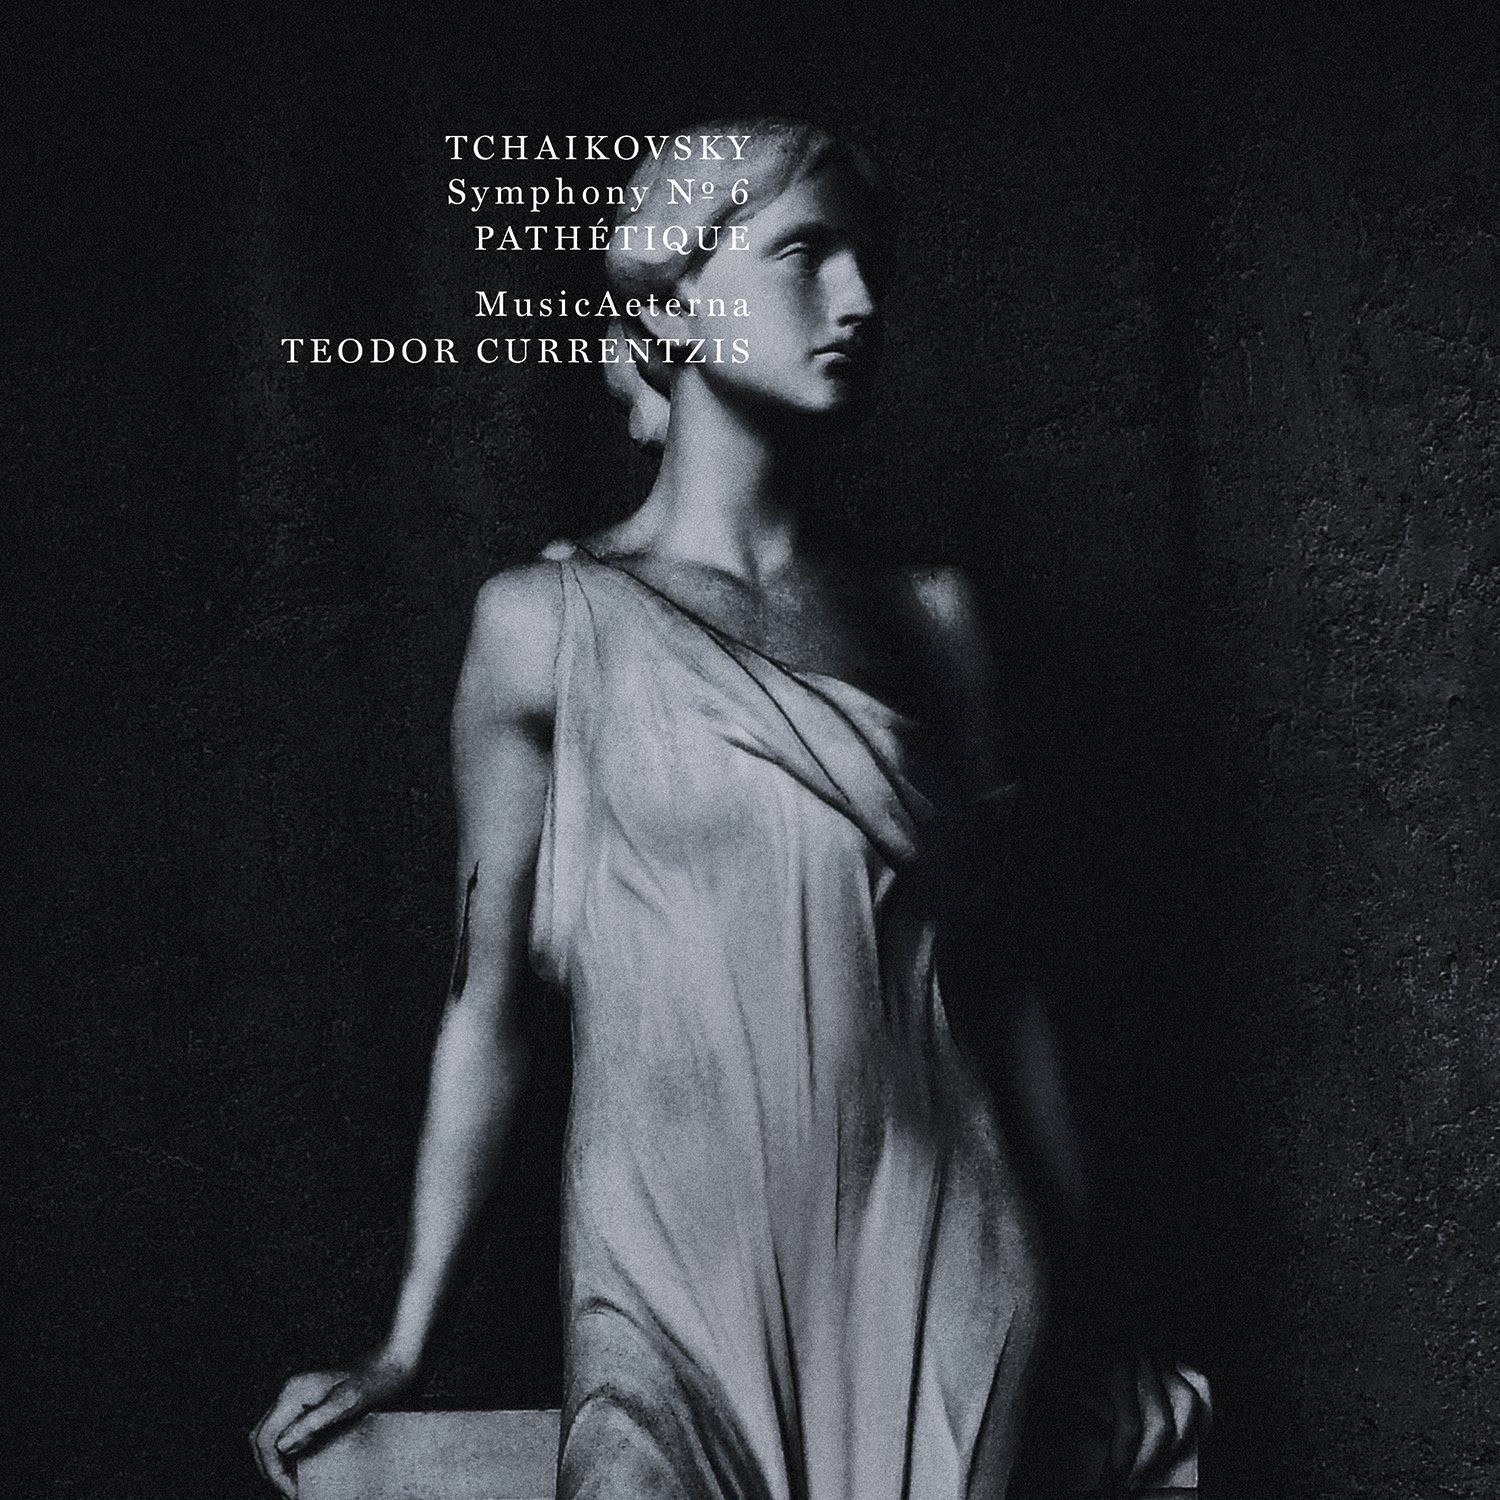 TCHAIKOVSKY
Symphony Nº 6
PATHÉTIQUE
MusicAeterna
TEODOR CURRENTZIS